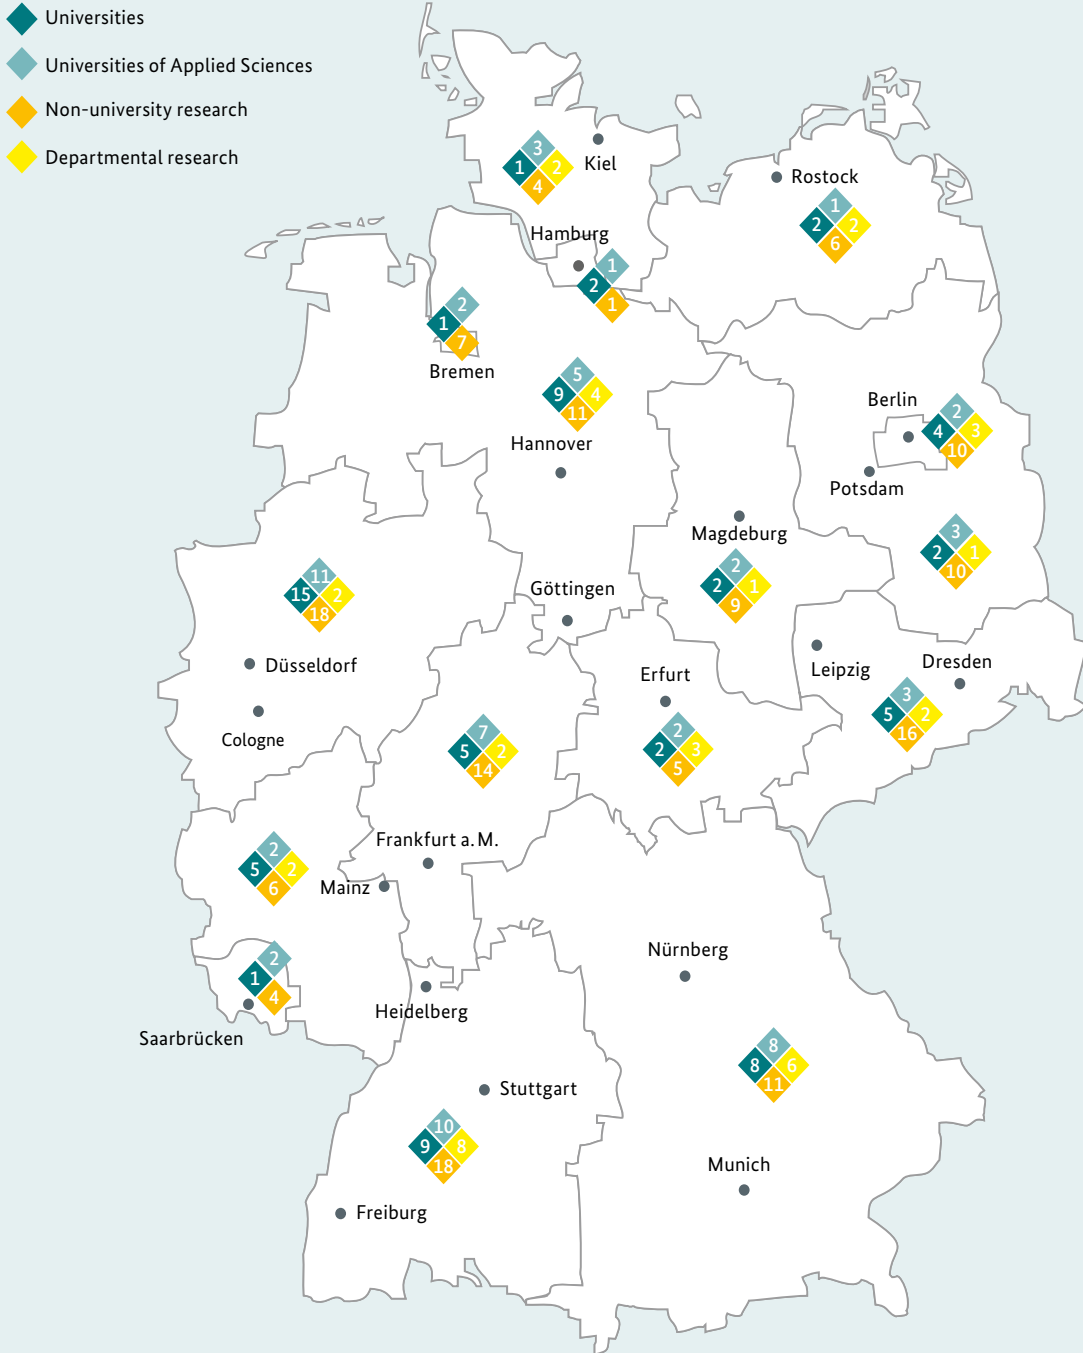 Universities
Universities of Applied Sciences
Non-university research
Departmental research
3
1 2
4
Kiel
Rostock
1
2 2
6
Hamburg
1
2
1
2
1
7
Bremen
5
9 4
11
Hannover
Berlin
2
4 3
10
Potsdam
Magdeburg
3
2 1
10
2
2 1
9
11
15 2
18
Göttingen
Düsseldorf
Cologne
Erfurt
2
2 3
5
Leipzig
Dresden
3
5 2
16
7
5 2
14
Frankfurt a. M.
2
5 2
6
Mainz
2
1
4
Saarbrücken
Heidelberg
Nürnberg
8
8 6
11
Stuttgart
10
9 8
18
Munich
Freiburg